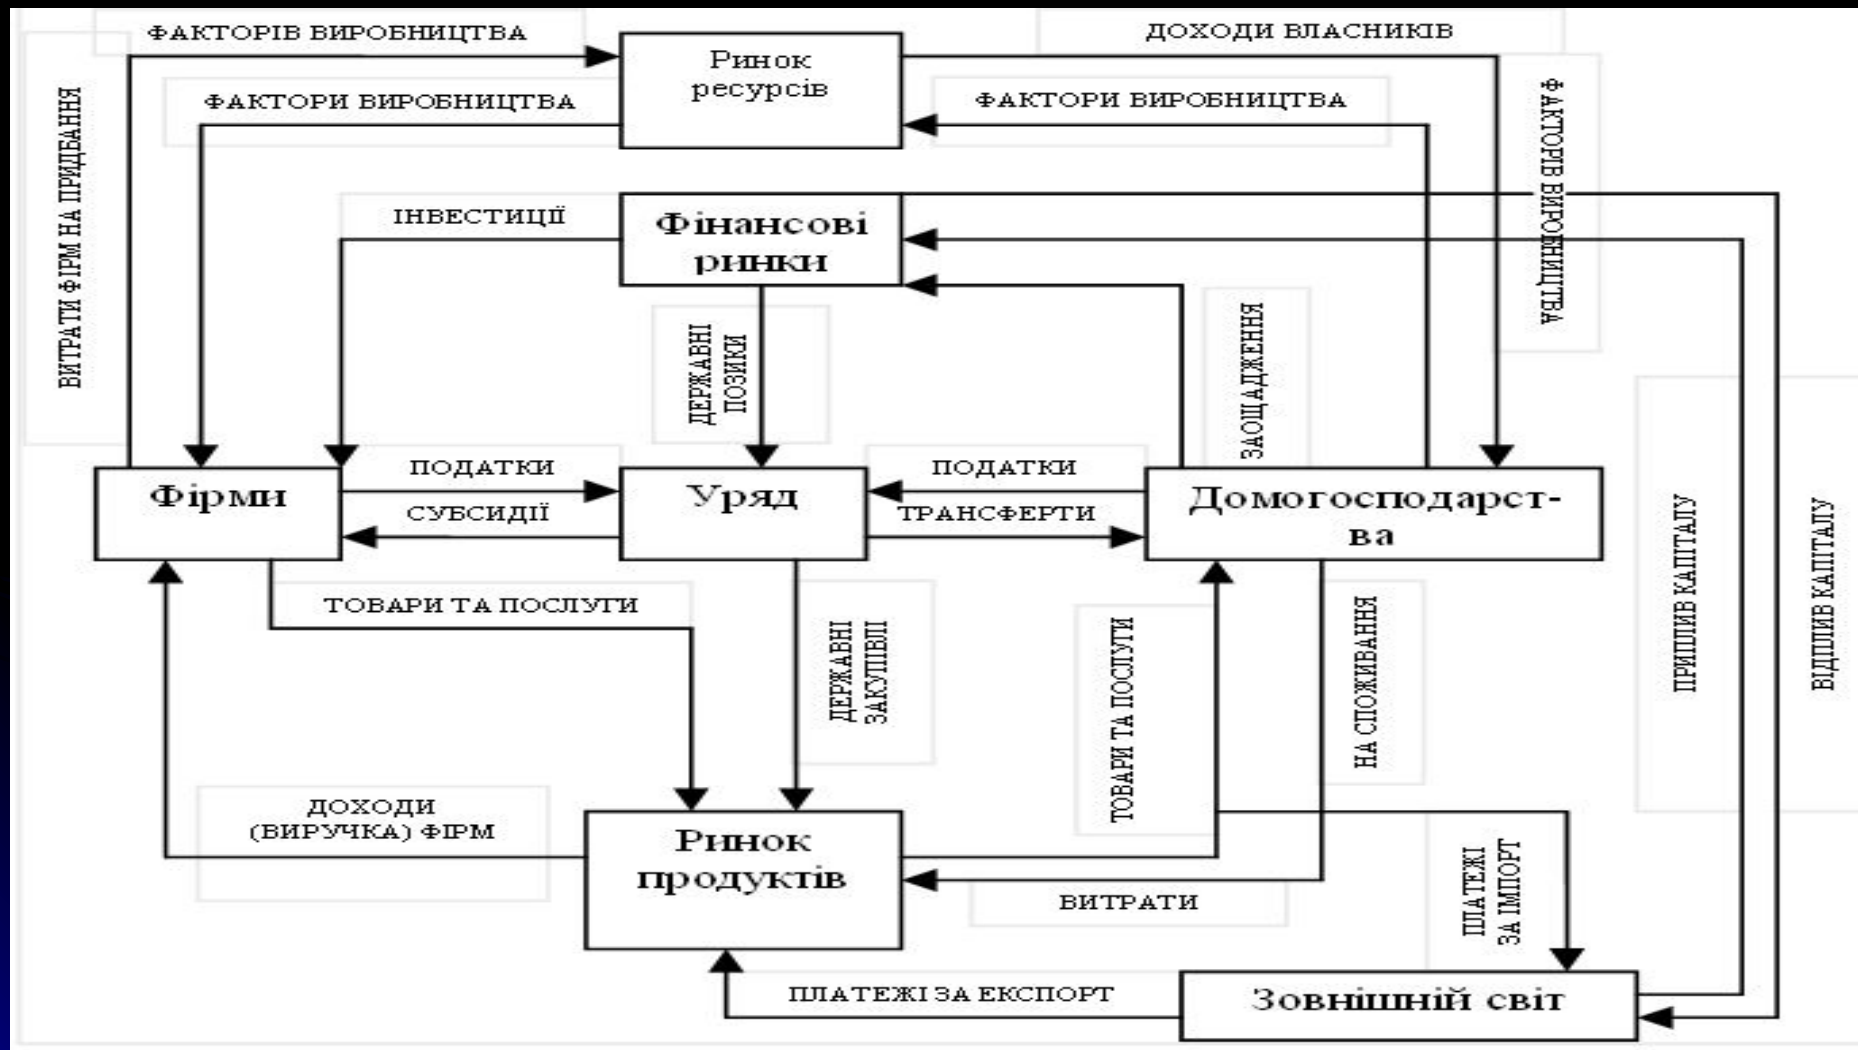 ФАКТОРІВ ВИРОБНИЦТВА
ДОХОДИ ВЛАСНИКІВ
Ринок
ресурсів
ФАКТОРИ ВИРОБНИЦТВА
ФАКТОРИ ВИРОБНИЦТВА
ВИТРАТИ ФІРМ НА ПРИДБАННЯ
ФАКТОРІВ ВИРОБНИЦТВА
ІНВЕСТИЦІЇ
Фінансові
ринки
ДЕРЖАВНІ
ПОЗИКИ
ЗАОЩАДЖЕННЯ
ПОДАТКИ
ПОДАТКИ
Фірми
Уряд
Домогосподарст-
ва
СУБСИДІЇ
ТРАНСФЕРТИ
ПРИПЛИВ КАПІТАЛУ
ВІДПЛИВ КАПІТАЛУ
ТОВАРИ ТА ПОСЛУГИ
ДЕРЖАВНІ
ЗАКУПІВЛІ
ТОВАРИ ТА ПОСЛУГИ
НА СПОЖИВАННЯ
ДОХОДИ
(ВИРУЧКА) ФІРМ
Ринок
продуктів
ВИТРАТИ
ПЛАТЕЖІ
ЗА ІМПОРТ
ПЛАТЕЖІ ЗА ЕКСПОРТ
Зовнішній світ